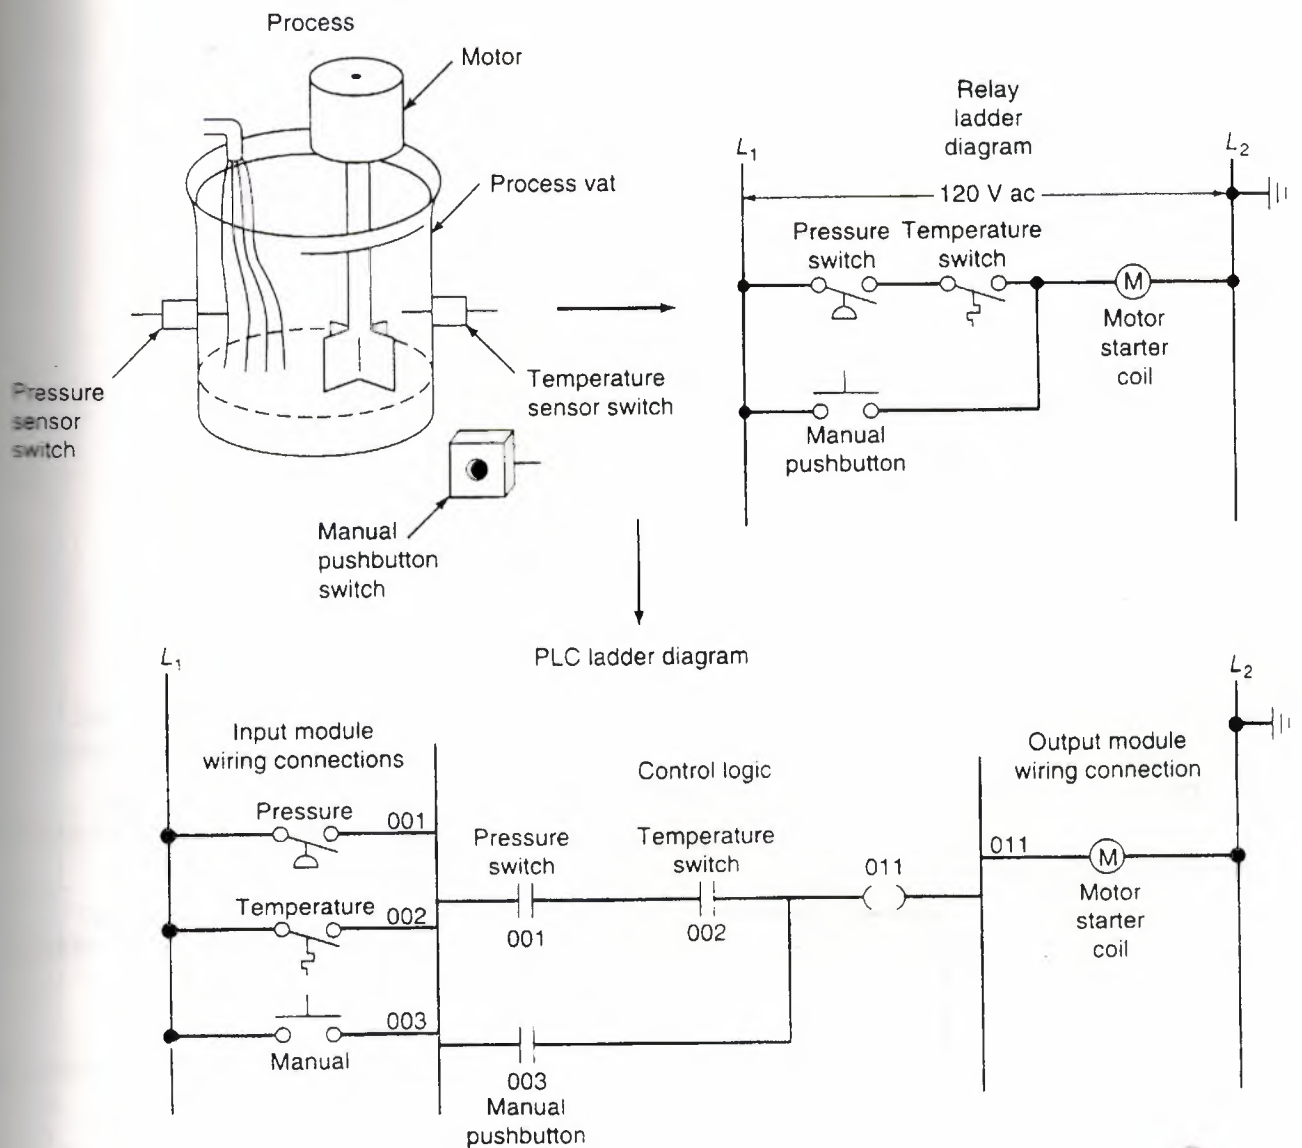 Process
Motor
Process vat
Pressure
sensor
switch
Temperature
sensor switch
Manual
pushbutton
switch
Relay
ladder
diagram
L1
L2
120 V ac
Pressure
switch
Temperature
switch
M
Motor
starter
coil
Manual
pushbutton
PLC ladder diagram
L1
L2
Input module
wiring connections
Control logic
Output module
wiring connection
Pressure
001
Temperature
002
Manual
003
Pressure
switch
001
Temperature
switch
002
011
003
Manual
pushbutton
011
M
Motor
starter
coil